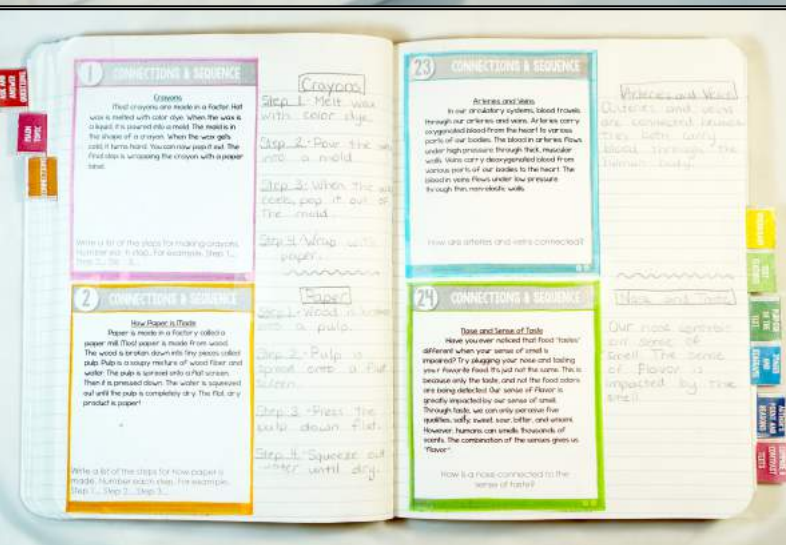 1 CONNECTIONS & SEQUENCE
Crayons
Most crayons are made in a factor. Hot
wax is melted with color dye. When the wax is
a liquid, it is poured into a mold. The mold is in
the shape of a crayon. When the wax gets
cold, it turns hard. You can now pop it out. The
final step is wrapping the crayon with a paper
Write a list of the steps for making crayons.
Number each step. For example, Step 1...
Step 2...
Crayons
Step 1- Melt wax
with color dye.
Step 2- Pour the
into a mold
Step 3: When the
cools, pop it out of
the mold.
Step 4: Wrap with
paper.
2 CONNECTIONS & SEQUENCE
How Paper is Made
Paper is made in a factory called a
paper mill. Most paper is made from wood.
The wood is broken down into tiny pieces called
pulp. Pulp is a soupy mixture of wood fiber and
water. The pulp is spread onto a flat screen.
Then it is pressed down. The water is squeezed
out until the pulp is completely dry. The flat, dry
product is paper!
Write a list of the steps for how paper is
made. Number each step. For example,
Step 1... Step 2... Step 3...
Paper
Step 1- Wood is
into a pulp.
Step 2- Pulp is
spread onto a flat
screen.
Step 3- Press the
pulp down flat.
Step 4- Squeeze out
water until dry.
23 CONNECTIONS & SEQUENCE
Arteries and Veins
In our circulatory systems, blood travels
through our arteries and veins. Arteries carry
oxygenated blood from the heart to various
parts of our bodies. The blood in arteries flows
under high pressure through thick, muscular
walls. Veins carry deoxygenated blood from
various parts of our bodies to the heart. The
blood in veins flows under low pressure
through thin, non-elastic walls.
How are arteries and veins connected?
Arteries and Veins
Arteries and veins
are connected because
they both carry
blood through the
human body.
24 CONNECTIONS & SEQUENCE
Nose and Sense of Taste
Have you ever noticed that food "tastes"
different when your sense of smell is
impaired? Try plugging your nose and tasting
your favorite food. It's just not the same. This is
because only the taste, and not the food odors
are being detected. Our sense of flavor is
greatly impacted by our sense of smell.
Through taste, we can only perceive five
qualities, salty, sweet, sour, bitter, and umami.
However, humans can smells thousands of
scents. The combination of the senses gives us
"flavor".
How is a nose connected to the
sense of taste?
Nose and Taste
Our nose controls
our sense of
smell. The sense
of flavor is
impacted by the
smell.